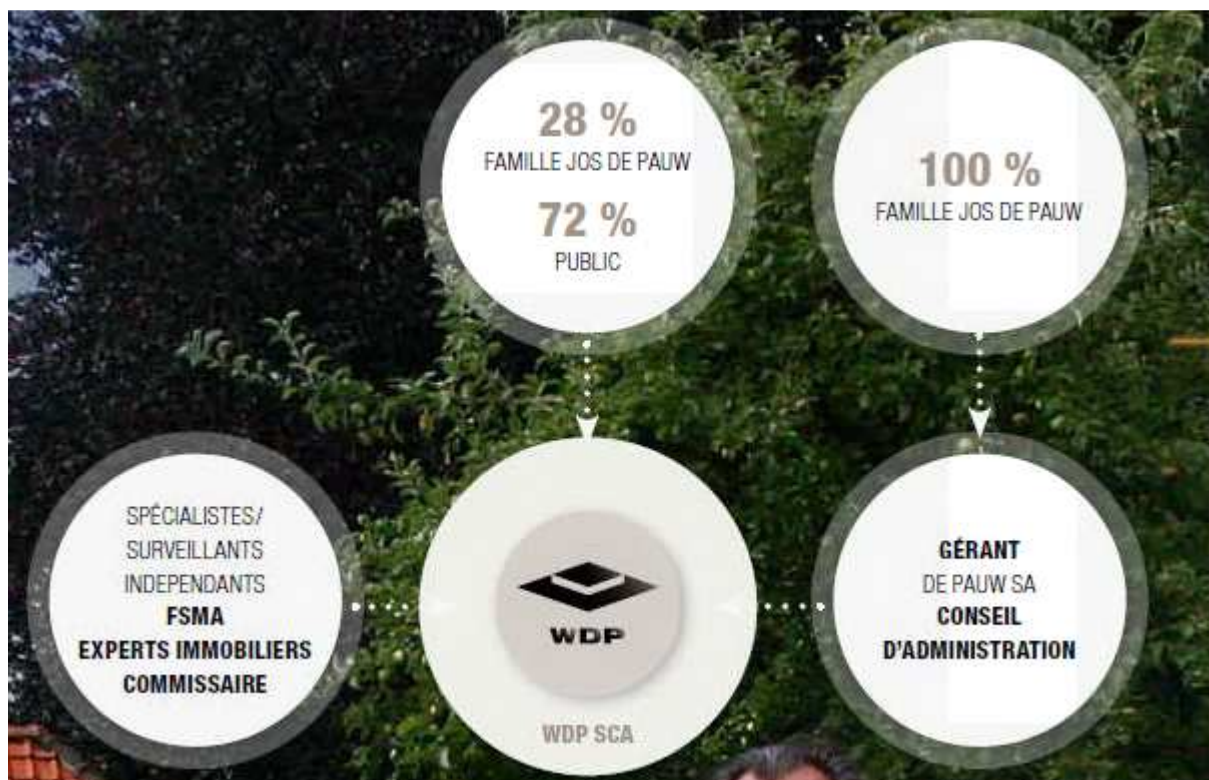 28 %
FAMILLE JOS DE PAUW
72 %
PUBLIC
100 %
FAMILLE JOS DE PAUW
SPÉCIALISTES/
SURVEILLANTS
INDEPENDANTS
FSMA
EXPERTS IMMOBILIERS
COMMISSAIRE
WDP
WDP SCA
GÉRANT
DE PAUW SA
CONSEIL
D'ADMINISTRATION